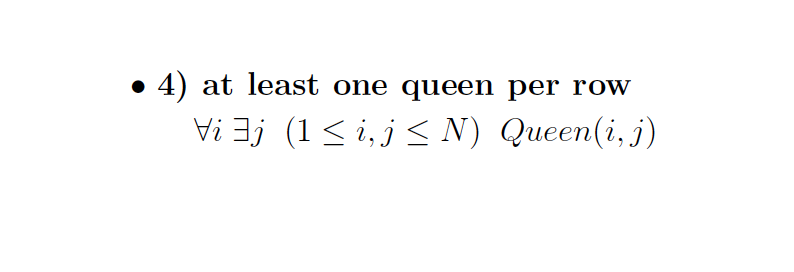 • 4) at least one queen per row
∀i ∃j (1 ≤ i, j ≤ N) Queen(i, j)